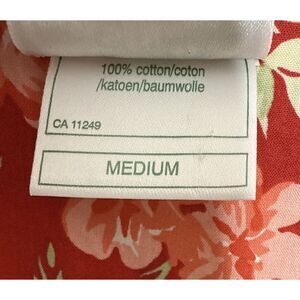 100% cotton/coton
/katoen/baumwolle
CA 11249
MEDIUM